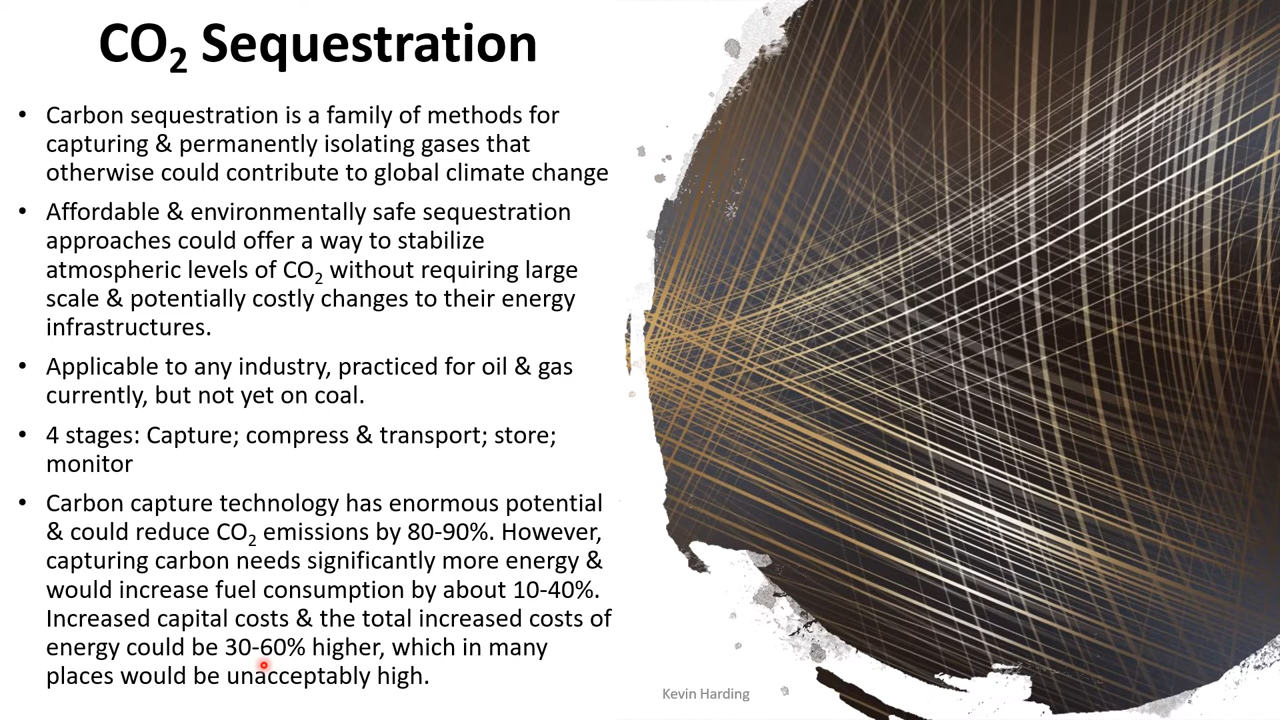 CO₂ Sequestration
• Carbon sequestration is a family of methods for
capturing & permanently isolating gases that
otherwise could contribute to global climate change
• Affordable & environmentally safe sequestration
approaches could offer a way to stabilize
atmospheric levels of CO₂ without requiring large
scale & potentially costly changes to their energy
infrastructures.
• Applicable to any industry, practiced for oil & gas
currently, but not yet on coal.
• 4 stages: Capture; compress & transport; store;
monitor
• Carbon capture technology has enormous potential
& could reduce CO₂ emissions by 80-90%. However,
capturing carbon needs significantly more energy &
would increase fuel consumption by about 10-40%.
Increased capital costs & the total increased costs of
energy could be 30-60% higher, which in many
places would be unacceptably high.
Kevin Harding